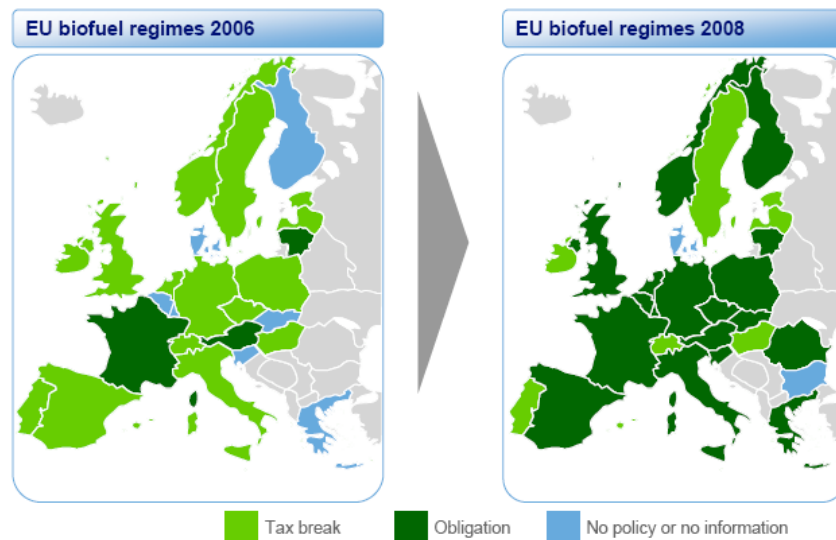 EU biofuel regimes 2006
EU biofuel regimes 2008
Tax break
Obligation
No policy or no information